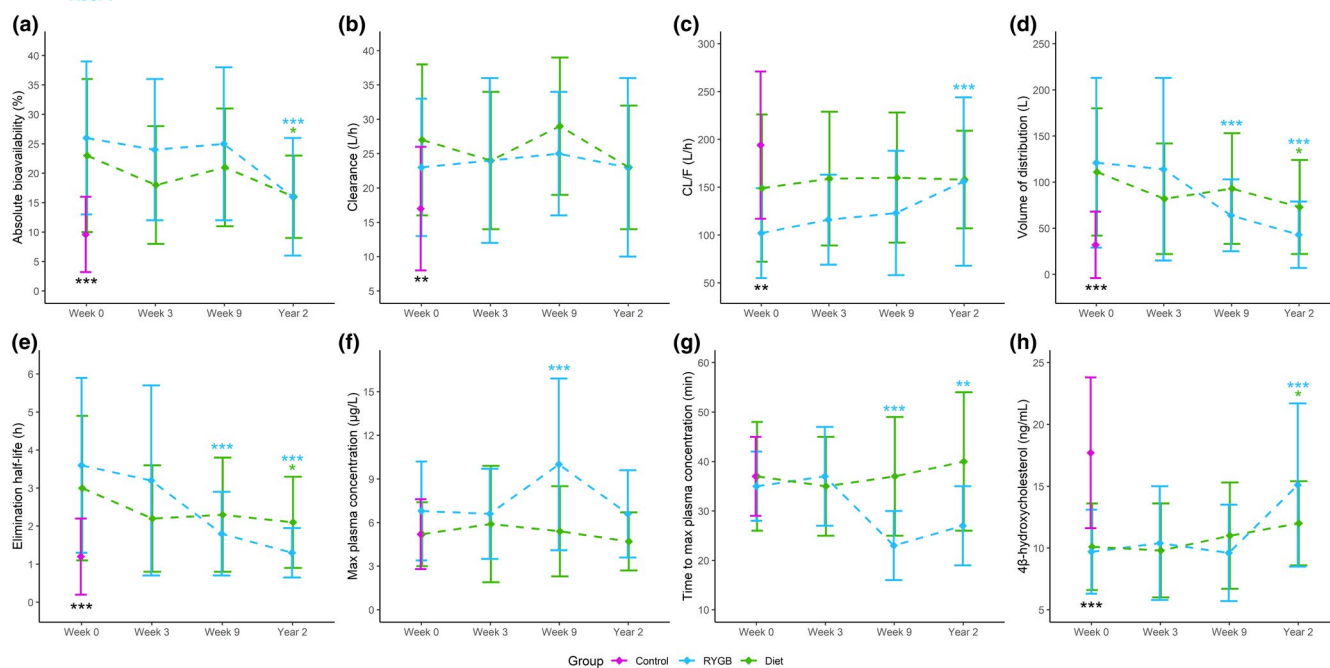 (a)
Absolute bioavailability (%)
40
35
30
25
20
15
10
5
0
***
*
***
Week 0 Week 3 Week 9 Year 2
(b)
Clearance (L/h)
40
35
30
25
20
15
10
5
**
Week 0 Week 3 Week 9 Year 2
(c)
CL/F (L/h)
300
250
200
150
100
50
***
**
Week 0 Week 3 Week 9 Year 2
(d)
Volume of distribution (L)
250
200
150
100
50
0
***
***
*
***
Week 0 Week 3 Week 9 Year 2
(e)
Elimination half-life (h)
6
5
4
3
2
1
0
***
***
*
***
Week 0 Week 3 Week 9 Year 2
(f)
Max plasma concentration (µg/L)
15
12
9
6
3
0
***
Week 0 Week 3 Week 9 Year 2
(g)
Time to max plasma concentration (min)
60
50
40
30
20
10
***
**
Week 0 Week 3 Week 9 Year 2
(h)
4β-hydroxycholesterol (ng/mL)
25
20
15
10
5
***
*
***
Week 0 Week 3 Week 9 Year 2
Group Control RYGB Diet